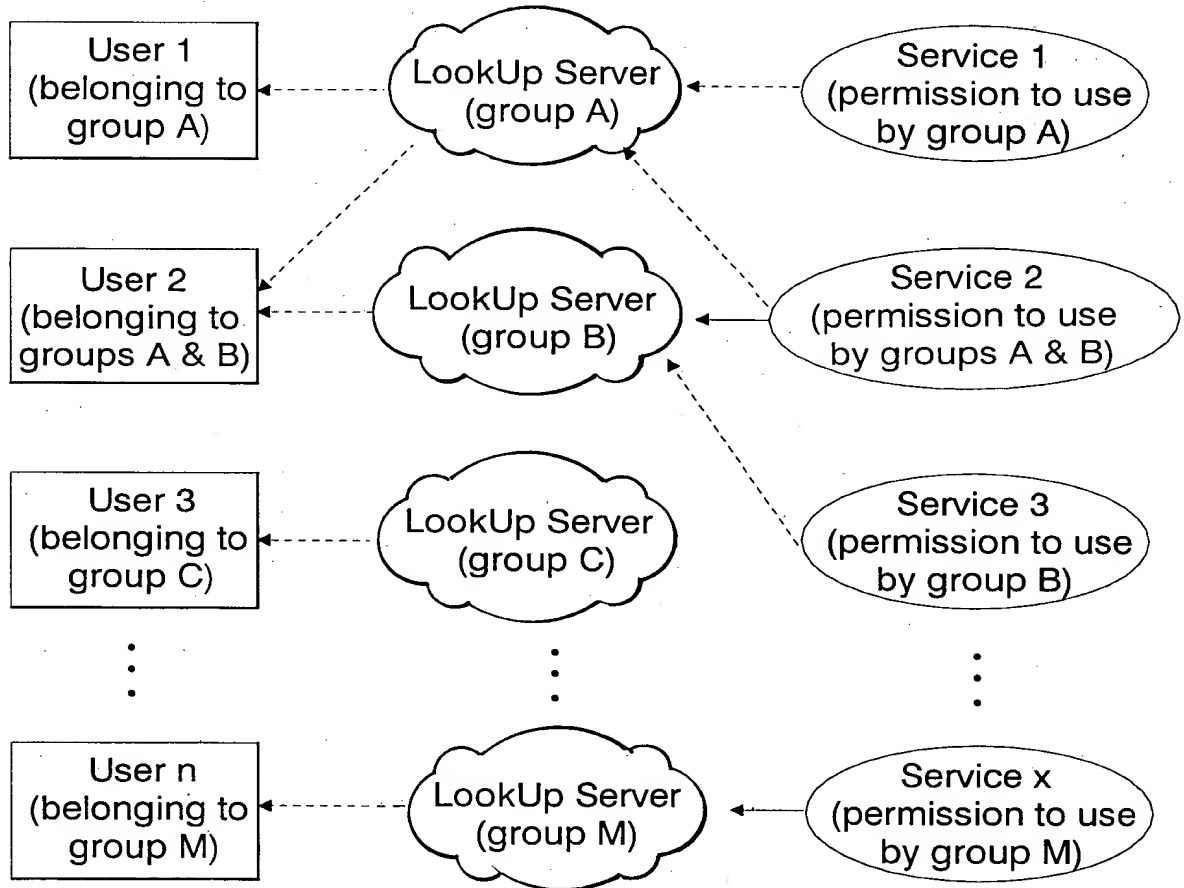 User 1
(belonging to
group A)
LookUp Server
(group A)
Service 1
(permission to use
by group A)
User 2
(belonging to
groups A & B)
LookUp Server
(group B)
Service 2
(permission to use
by groups A & B)
User 3
(belonging to
group C)
LookUp Server
(group C)
Service 3
(permission to use
by group B)
User n
(belonging to
group M)
LookUp Server
(group M)
Service x
(permission to use
by group M)